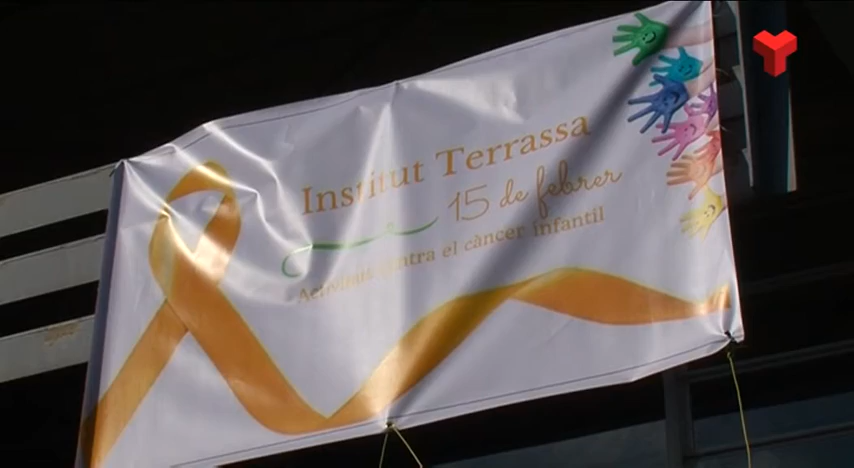 Institut Terrassa
15 de febrer
Activitats contra el càncer infantil